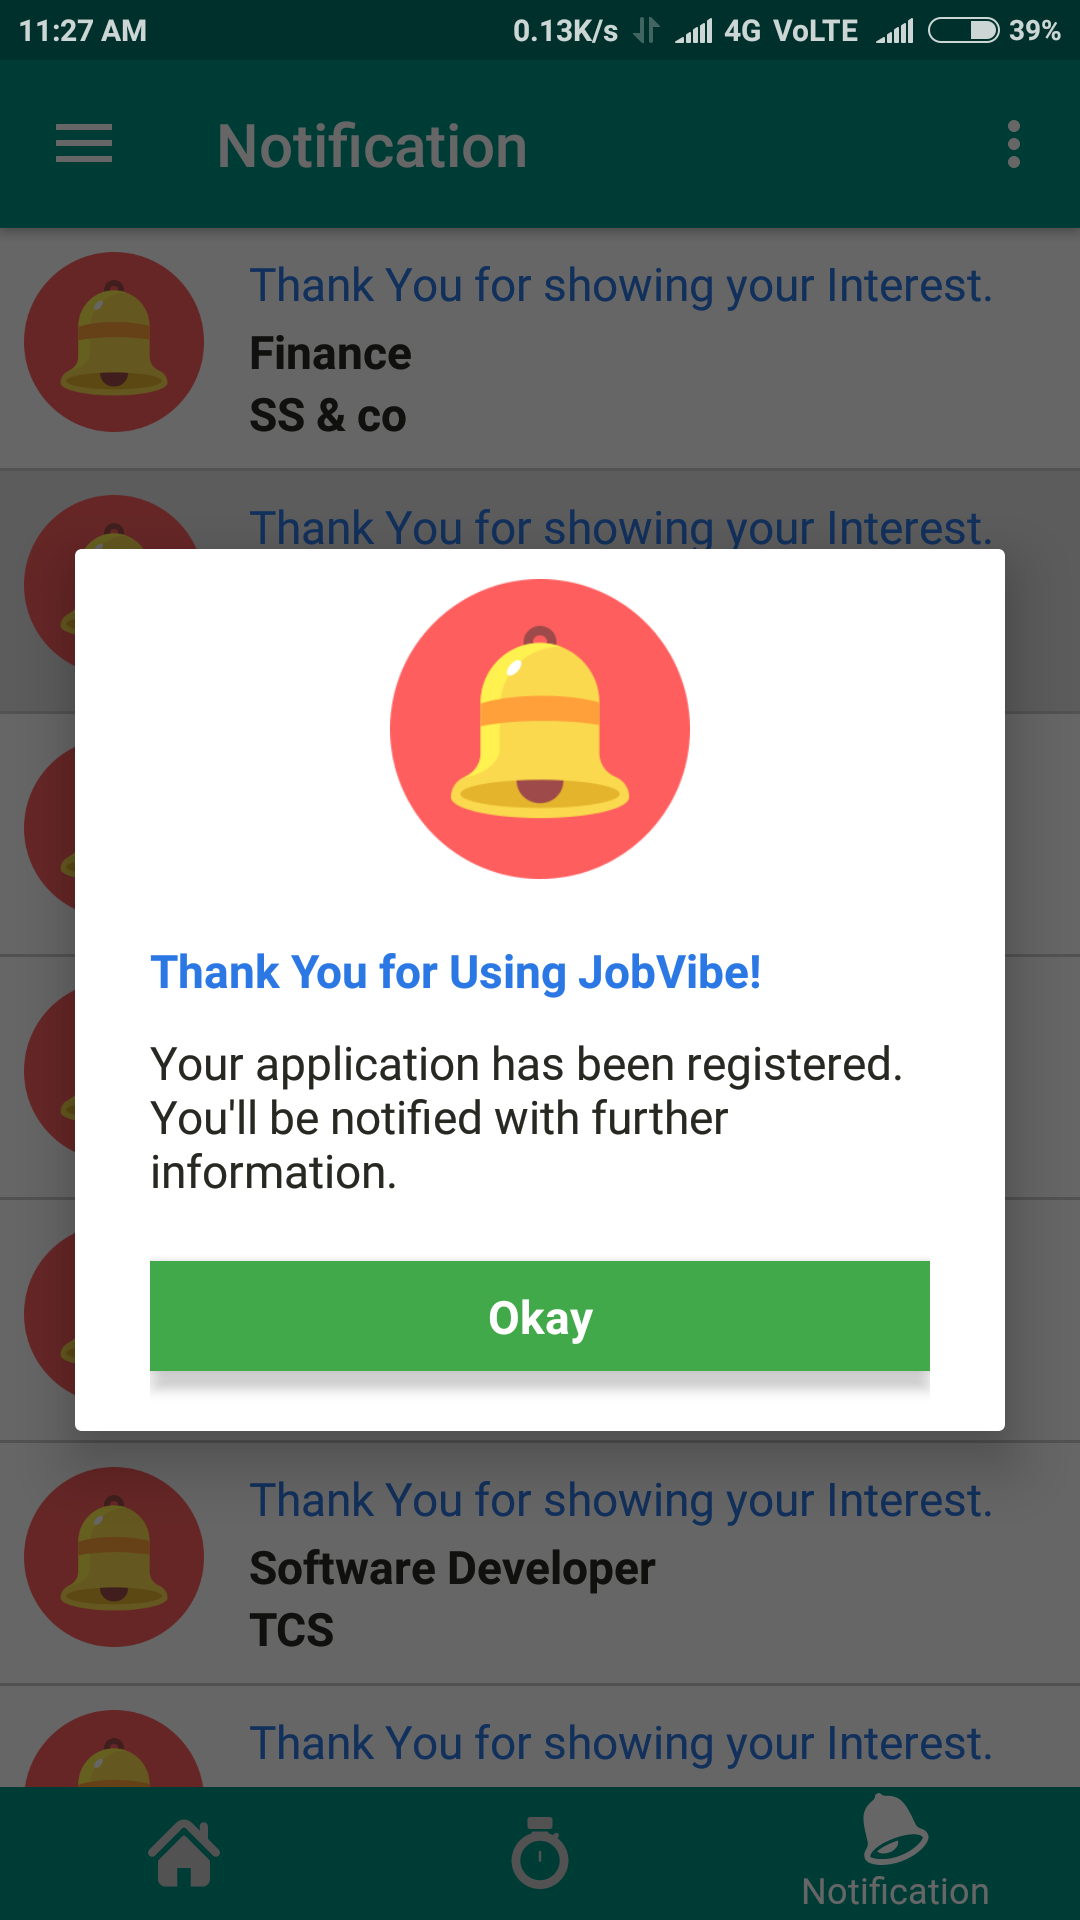 11:27 AM 0.13K/s 4G VoLTE 39%
Notification
Thank You for showing your Interest.
Finance
SS & co
Thank You for showing your Interest.
Thank You for Using JobVibe!
Your application has been registered.
You'll be notified with further
information.
Okay
Thank You for showing your Interest.
Software Developer
TCS
Thank You for showing your Interest.
Notification